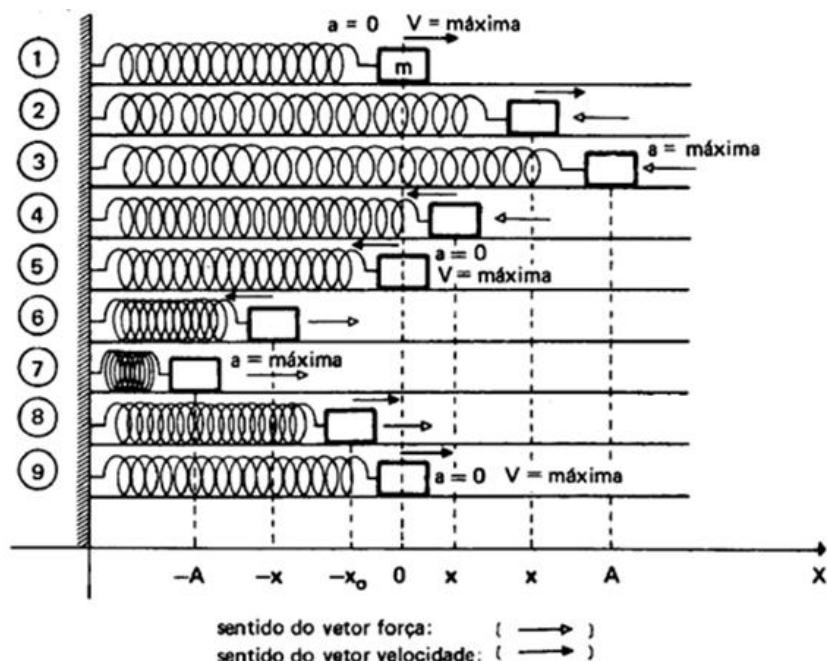 a = 0 V = máxima
1
m
2
3
a = máxima
4
5
a = 0
V = máxima
6
7
a = máxima
8
9
a = 0 V = máxima
−A −x −x₀ 0 x x A X
sentido do vetor força: ( )
sentido do vetor velocidade: ( )